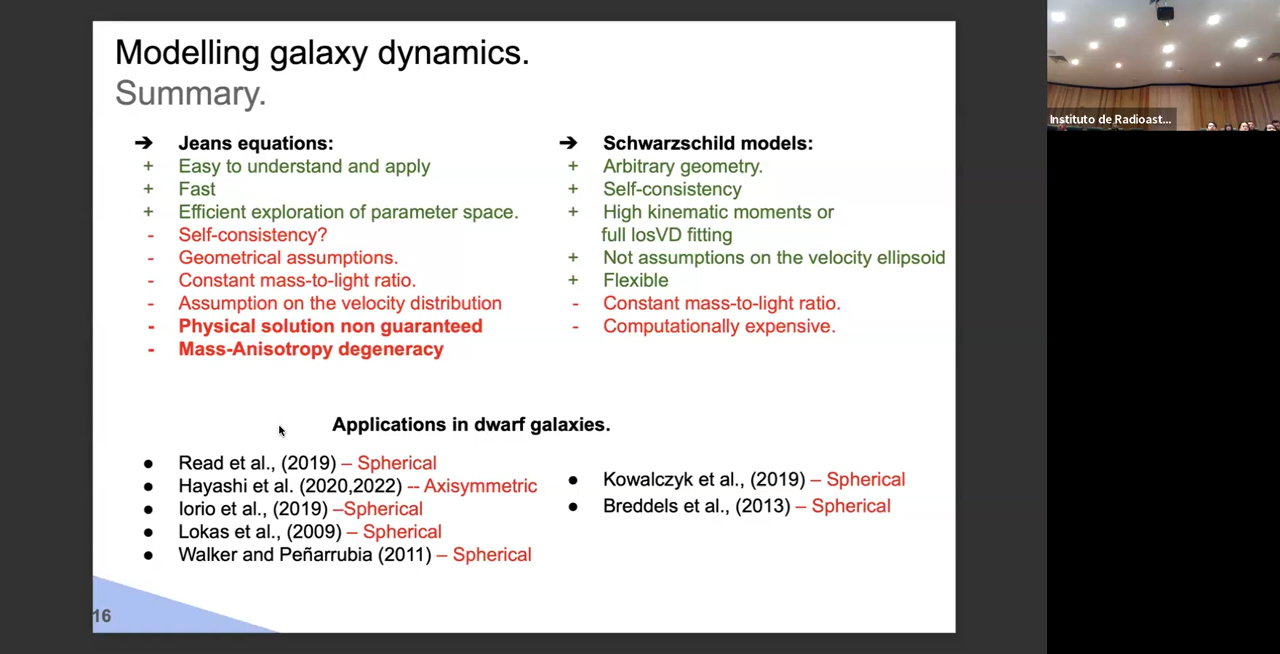 Modelling galaxy dynamics.
Summary.
➔ Jeans equations:
+ Easy to understand and apply
+ Fast
+ Efficient exploration of parameter space.
- Self-consistency?
- Geometrical assumptions.
- Constant mass-to-light ratio.
- Assumption on the velocity distribution
- Physical solution non guaranteed
- Mass-Anisotropy degeneracy
➔ Schwarzschild models:
+ Arbitrary geometry.
+ Self-consistency
+ High kinematic moments or
full losVD fitting
+ Not assumptions on the velocity ellipsoid
+ Flexible
- Constant mass-to-light ratio.
- Computationally expensive.
Applications in dwarf galaxies.
● Read et al., (2019) – Spherical
● Hayashi et al. (2020,2022) -- Axisymmetric
● Iorio et al., (2019) –Spherical
● Lokas et al., (2009) – Spherical
● Walker and Peñarrubia (2011) – Spherical
● Kowalczyk et al., (2019) – Spherical
● Breddels et al., (2013) – Spherical
16
Instituto de Radioast...